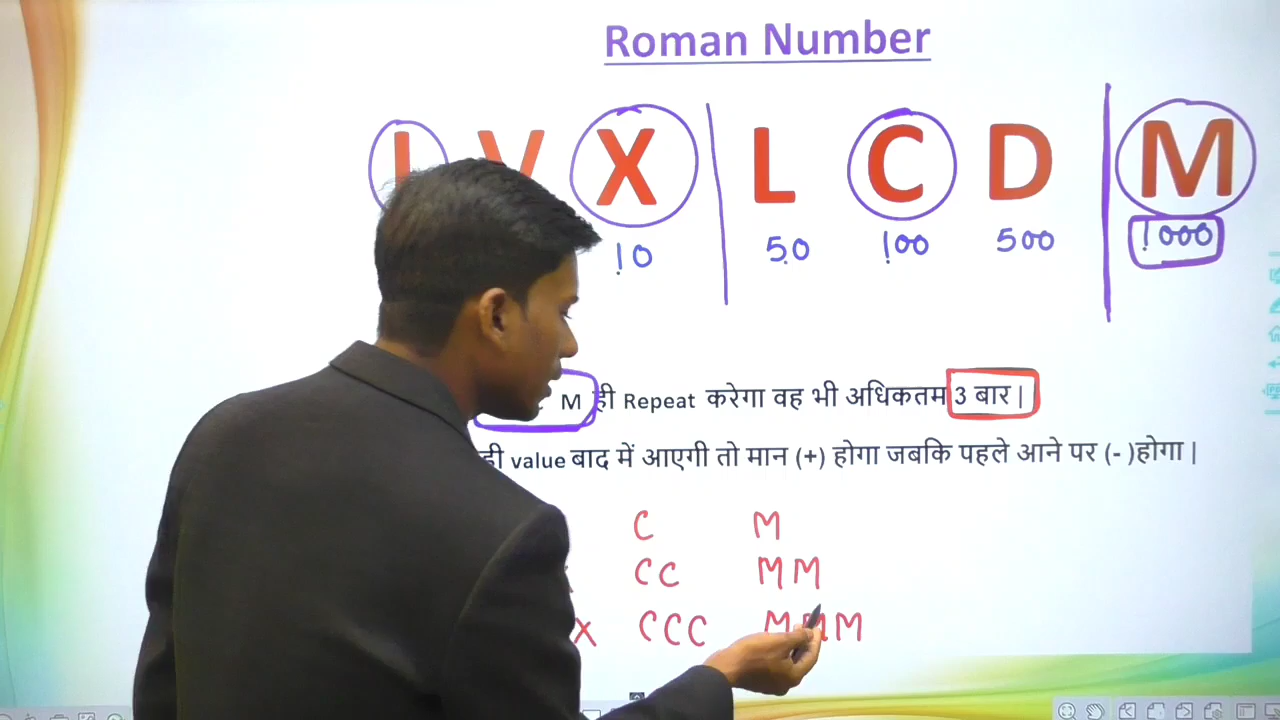 Roman Number
I V X L C D M
10 50 100 500 1000
M ही Repeat करेगा वह भी अधिकतम 3 बार |
ही value बाद में आएगी तो मान (+) होगा जबकि पहले आने पर (- )होगा |
C M
CC MM
X CCC MMM